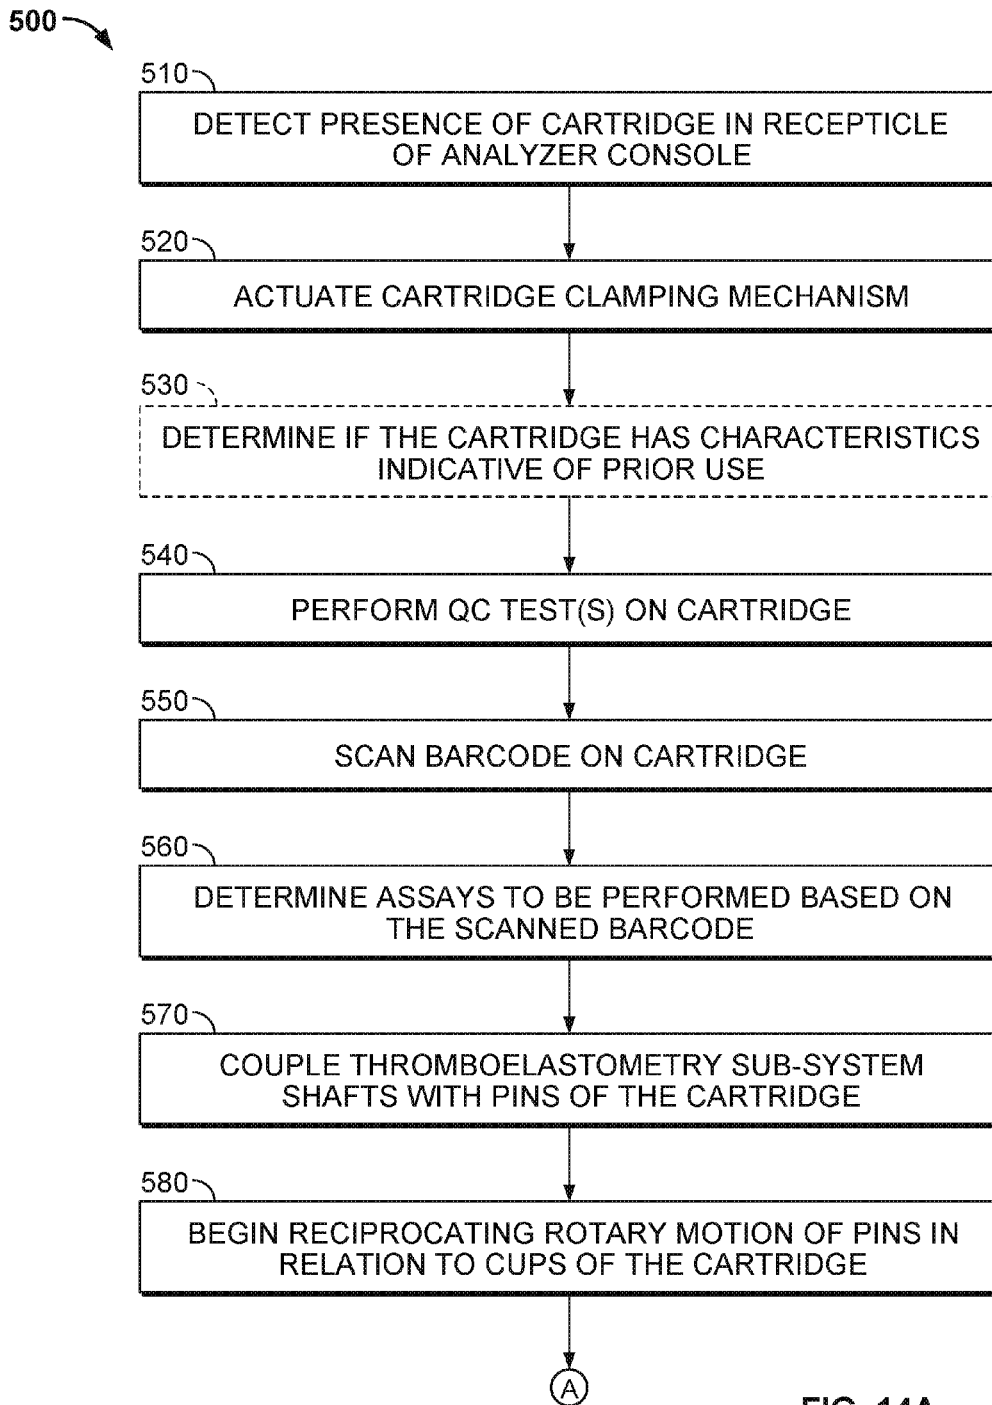 500
510
DETECT PRESENCE OF CARTRIDGE IN RECEPTICLE
OF ANALYZER CONSOLE
520
ACTUATE CARTRIDGE CLAMPING MECHANISM
530
DETERMINE IF THE CARTRIDGE HAS CHARACTERISTICS
INDICATIVE OF PRIOR USE
540
PERFORM QC TEST(S) ON CARTRIDGE
550
SCAN BARCODE ON CARTRIDGE
560
DETERMINE ASSAYS TO BE PERFORMED BASED ON
THE SCANNED BARCODE
570
COUPLE THROMBOELASTOMETRY SUB-SYSTEM
SHAFTS WITH PINS OF THE CARTRIDGE
580
BEGIN RECIPROCATING ROTARY MOTION OF PINS IN
RELATION TO CUPS OF THE CARTRIDGE
A
FIG. 14A